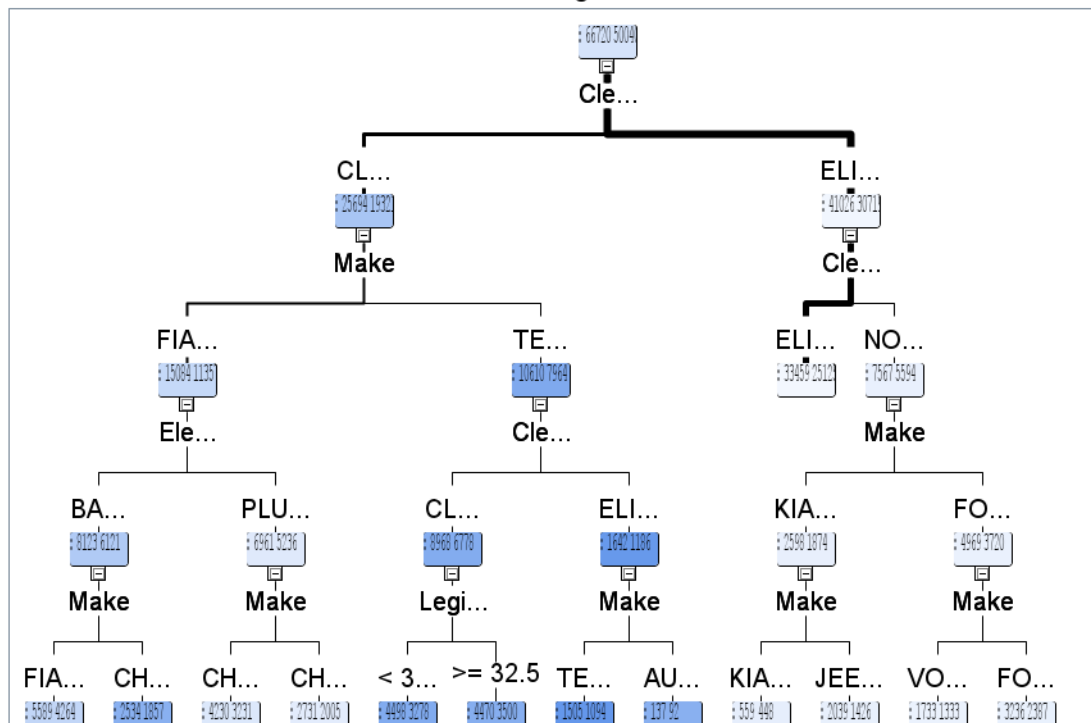 : 66720 5004
Cle...
CL... ELI...
: 25694 1932 : 41026 3071
Make Cle...
FIA... TE... ELI... NO...
: 15084 1135 : 10610 7964 : 33459 2512 : 7567 5594
Ele... Cle... Make
BA... PLU... CL... ELI... KIA... FO...
: 8123 6121 : 6961 5236 : 8968 6778 : 1642 1186 : 2598 1874 : 4969 3720
Make Make Legi... Make Make Make
FIA... CH... CH... CH... < 3... >= 32.5 TE... AU... KIA... JEE... VO... FO...
: 5589 4264 : 2534 1857 : 4230 3231 : 2731 2005 : 4498 3278 : 4470 3500 : 1505 1094 : 137 92 : 559 448 : 2039 1426 : 1733 1333 : 3236 2387